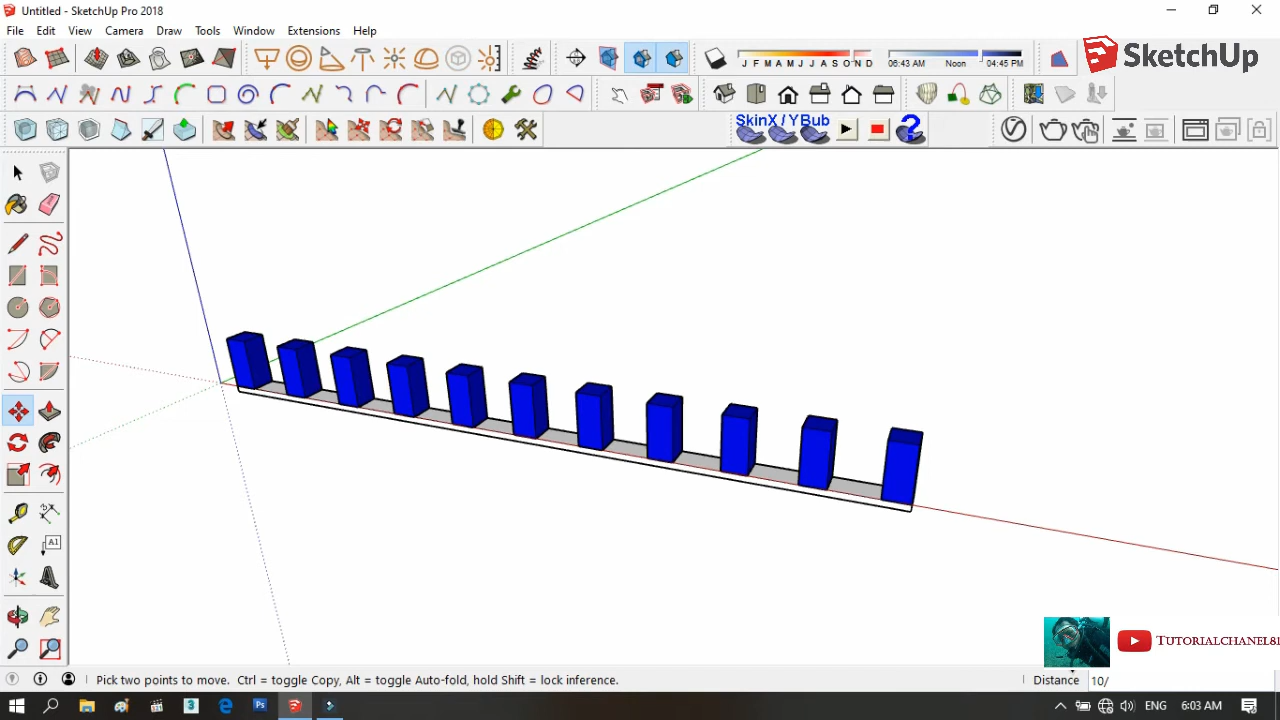 Untitled - SketchUp Pro 2018
File Edit View Camera Draw Tools Window Extensions Help
J F M A M J J A S O N D
06:43 AM Noon 04:45 PM
SketchUp
SkinX / YBub
?
A1
TUTORIALCHANEL81
Pick two points to move. Ctrl = toggle Copy, Alt = toggle Auto-fold, hold Shift = lock inference.
Distance 10/
ENG 6:03 AM